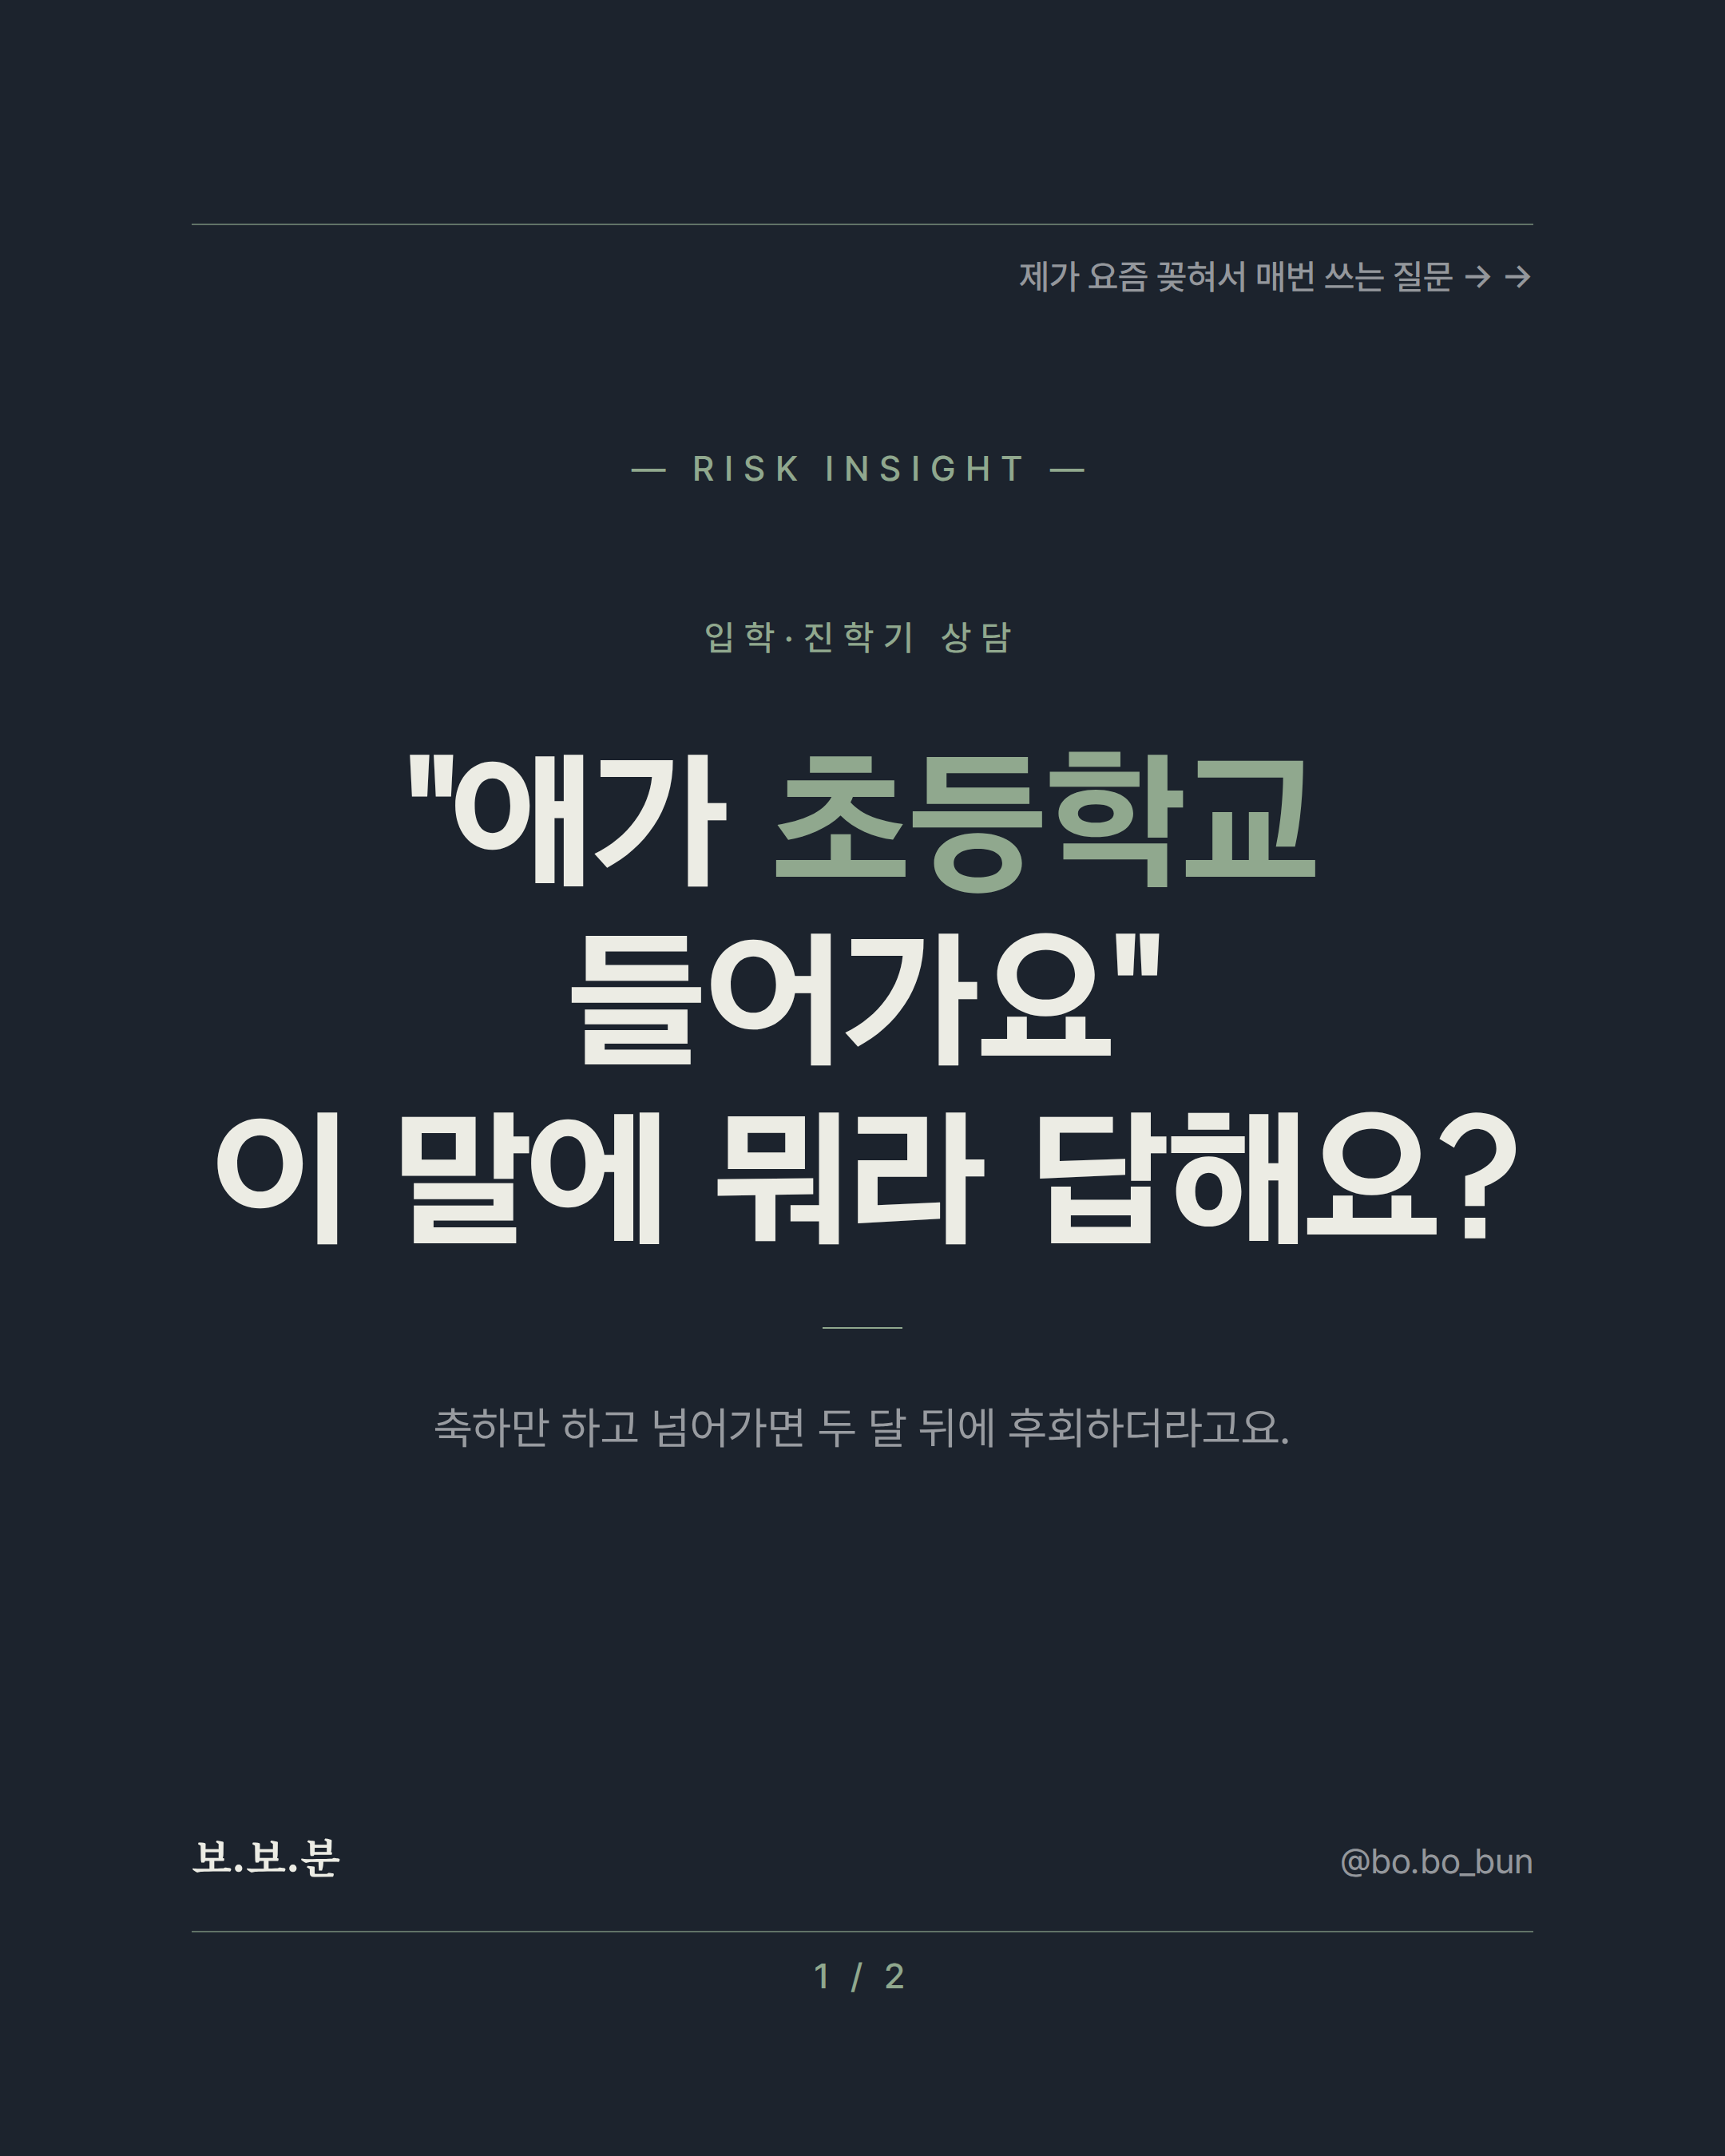 제가 요즘 꽂혀서 매번 쓰는 질문 → →
— RISK INSIGHT —
입학·진학기 상담
"애가 초등학교
들어가요"
이 말에 뭐라 답해요?
축하만 하고 넘어가면 두 달 뒤에 후회하더라고요.
보.보.분
@bo.bo_bun
1 / 2